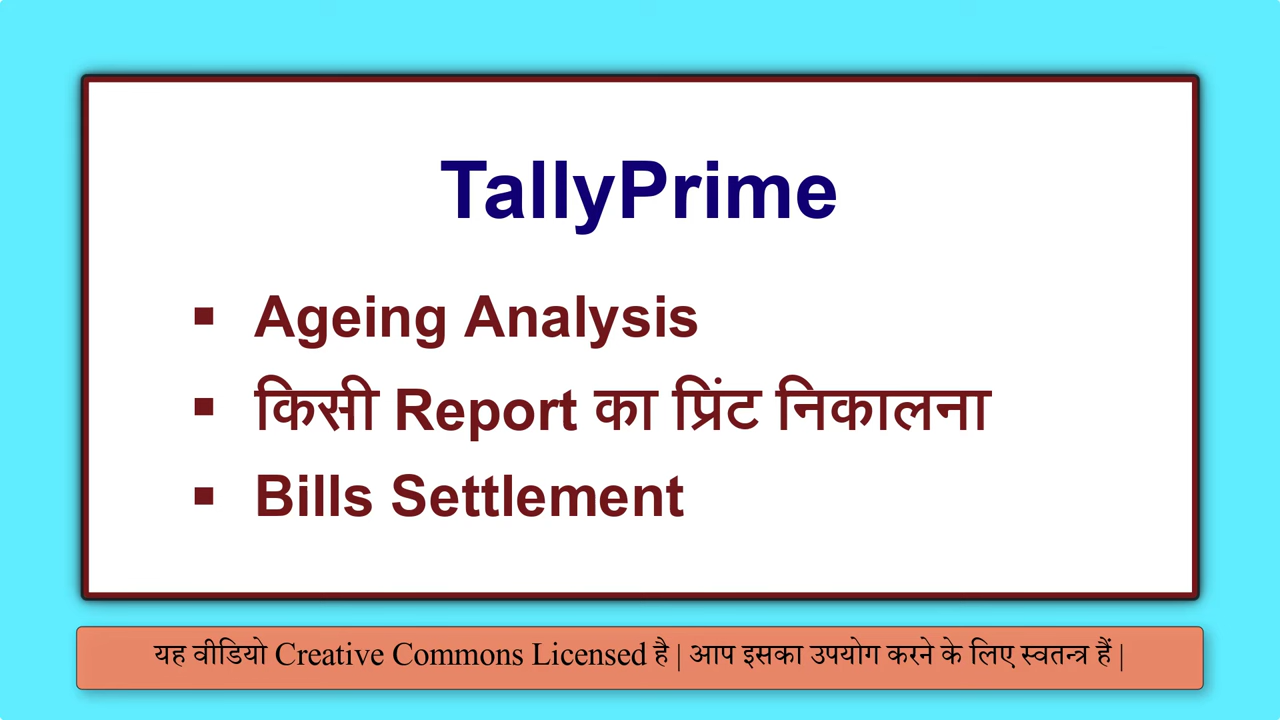 TallyPrime
▪ Ageing Analysis
▪ किसी Report का प्रिंट निकालना
▪ Bills Settlement
यह वीडियो Creative Commons Licensed है | आप इसका उपयोग करने के लिए स्वतन्त्र हैं |